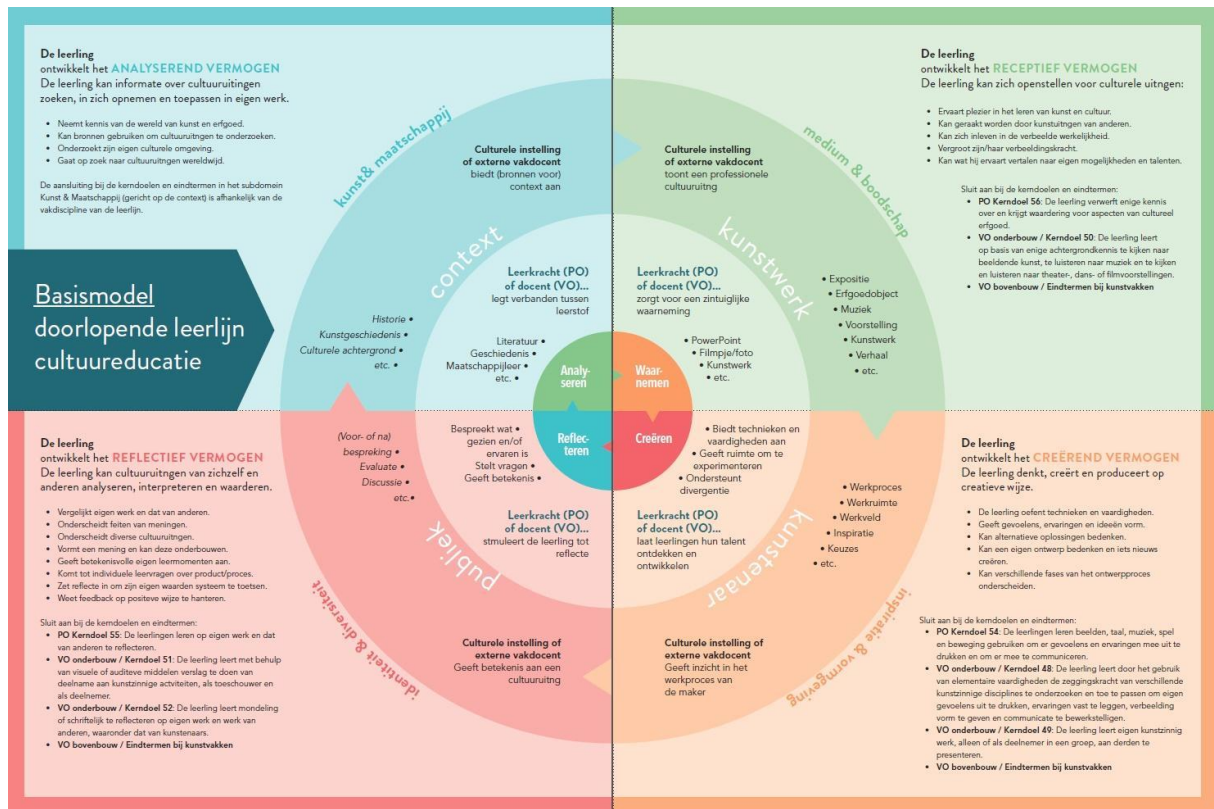 De leerling
ontwikkelt het ANALYSEREND VERMOGEN
De leerling kan informate over cultuuruitingen
zoeken, in zich opnemen en toepassen in eigen werk.
• Neemt kennis van de wereld van kunst en erfgoed.
• Kan bronnen gebruiken om cultuuruitingen te onderzoeken.
• Onderzoekt zijn eigen culturele omgeving.
• Gaat op zoek naar cultuuruitngen wereldwijd.
De aansluiting bij de kerndoelen en eindtermen in het subdomein
Kunst & Maatschappij (gericht op de context) is afhankelijk van de
vakdiscipline van de leerlijn.
Basismodel
doorlopende leerlijn
cultuureducatie
kunst& maatschappij
Culturele instelling
of externe vakdocent
biedt (bronnen voor)
context aan
context
Historie •
Kunstgeschiedenis •
Culturele achtergrond •
etc. •
Leerkracht (PO)
of docent (VO)...
legt verbanden tussen
leerstof
Literatuur •
Geschiedenis •
Maatschappijleer •
etc. •
Analy-
seren
De leerling
ontwikkelt het RECEPTIEF VERMOGEN
De leerling kan zich openstellen voor culturele uitngen:
• Ervaart plezier in het leren van kunst en cultuur.
• Kan geraakt worden door kunstuitngen van anderen.
• Kan zich inleven in de verbeelde werkelijkheid.
• Vergroot zijn/haar verbeeldingskracht.
• Kan wat hij ervaart vertalen naar eigen mogelijkheden en talenten.
Sluit aan bij de kerndoelen en eindtermen:
• PO Kerndoel 56: De leerling verwerft enige kennis
over en krijgt waardering voor aspecten van cultureel
erfgoed.
• VO onderbouw / Kerndoel 50: De leerling leert
op basis van enige achtergrondkennis te kijken naar
beeldende kunst, te luisteren naar muziek en te kijken
en luisteren naar theater-, dans- of filmvoorstellingen.
• VO bovenbouw / Eindtermen bij kunstvakken
medium & boodschap
Culturele instelling
of externe vakdocent
toont een professionele
cultuuruitng
kunstwerk
• Expositie
• Erfgoedobject
• Muziek
• Voorstelling
• Kunstwerk
• Verhaal
• etc.
Leerkracht (PO)
of docent (VO)...
zorgt voor een zintuiglijke
waarneming
• PowerPoint
• Filmpje/foto
• Kunstwerk
• etc.
Waar-
nemen
De leerling
ontwikkelt het REFLECTIEF VERMOGEN
De leerling kan cultuuruitngen van zichzelf en
anderen analyseren, interpreteren en waarderen.
• Vergelijkt eigen werk en dat van anderen.
• Onderscheidt feiten van meningen.
• Onderscheidt diverse cultuuruitngen.
• Vormt een mening en kan deze onderbouwen.
• Geeft betekenisvolle eigen leermomenten aan.
• Komt tot individuele leervragen over product/proces.
• Zet reflecte in om zijn eigen waarden systeem te toetsen.
• Weet feedback op positeve wijze te hanteren.
Sluit aan bij de kerndoelen en eindtermen:
• PO Kerndoel 55: De leerlingen leren op eigen werk en dat
van anderen te reflecteren.
• VO onderbouw / Kerndoel 51: De leerling leert met behulp
van visuele of auditeve middelen verslag te doen van
deelname aan kunstzinnige actviteiten, als toeschouwer en
als deelnemer.
• VO onderbouw / Kerndoel 52: De leerling leert mondeling
of schriftelijk te reflecteren op eigen werk en werk van
anderen, waaronder dat van kunstenaars.
• VO bovenbouw / Eindtermen bij kunstvakken
(Voor- of na)
bespreking •
Evaluate •
Discussie •
etc.•
Bespreekt wat •
gezien en/of
ervaren is
Stelt vragen •
Geeft betekenis •
Reflec-
teren
Leerkracht (PO)
of docent (VO)...
stmuleert de leerling tot
reflecte
publiek
identiteit & diversiteit
Culturele instelling of
externe vakdocent
Geeft betekenis aan een
cultuuruitng
Creëren
• Biedt technieken en
vaardigheden aan
• Geeft ruimte om te
experimenteren
• Ondersteunt
divergentie
Leerkracht (PO)
of docent (VO)...
laat leerlingen hun talent
ontdekken en
ontwikkelen
kunstenaar
• Werkproces
• Werkruimte
• Werkveld
• Inspiratie
• Keuzes
• etc.
inspiratie & vormgeving
Culturele instelling of
externe vakdocent
Geeft inzicht in het
werkproces van
de maker
De leerling
ontwikkelt het CREËREND VERMOGEN
De leerling denkt, creërt en produceert op
creatieve wijze.
• De leerling oefent technieken en vaardigheden.
• Geeft gevoelens, ervaringen en ideeën vorm.
• Kan alternatieve oplossingen bedenken.
• Kan een eigen ontwerp bedenken en iets nieuws
creëren.
• Kan verschillende fases van het ontwerpproces
onderscheiden.
Sluit aan bij de kerndoelen en eindtermen:
• PO Kerndoel 54: De leerlingen leren beelden, taal, muziek, spel
en beweging gebruiken om er gevoelens en ervaringen mee uit te
drukken en om er mee te communiceren.
• VO onderbouw / Kerndoel 48: De leerling leert door het gebruik
van elementaire vaardigheden de zeggingskracht van verschillende
kunstzinnige disciplines te onderzoeken en toe te passen om eigen
gevoelens uit te drukken, ervaringen vast te leggen, verbeelding
vorm te geven en communicate te bewerkstelligen.
• VO onderbouw / Kerndoel 49: De leerling leert eigen kunstzinnig
werk, alleen of als deelnemer in een groep, aan derden te
presenteren.
• VO bovenbouw / Eindtermen bij kunstvakken